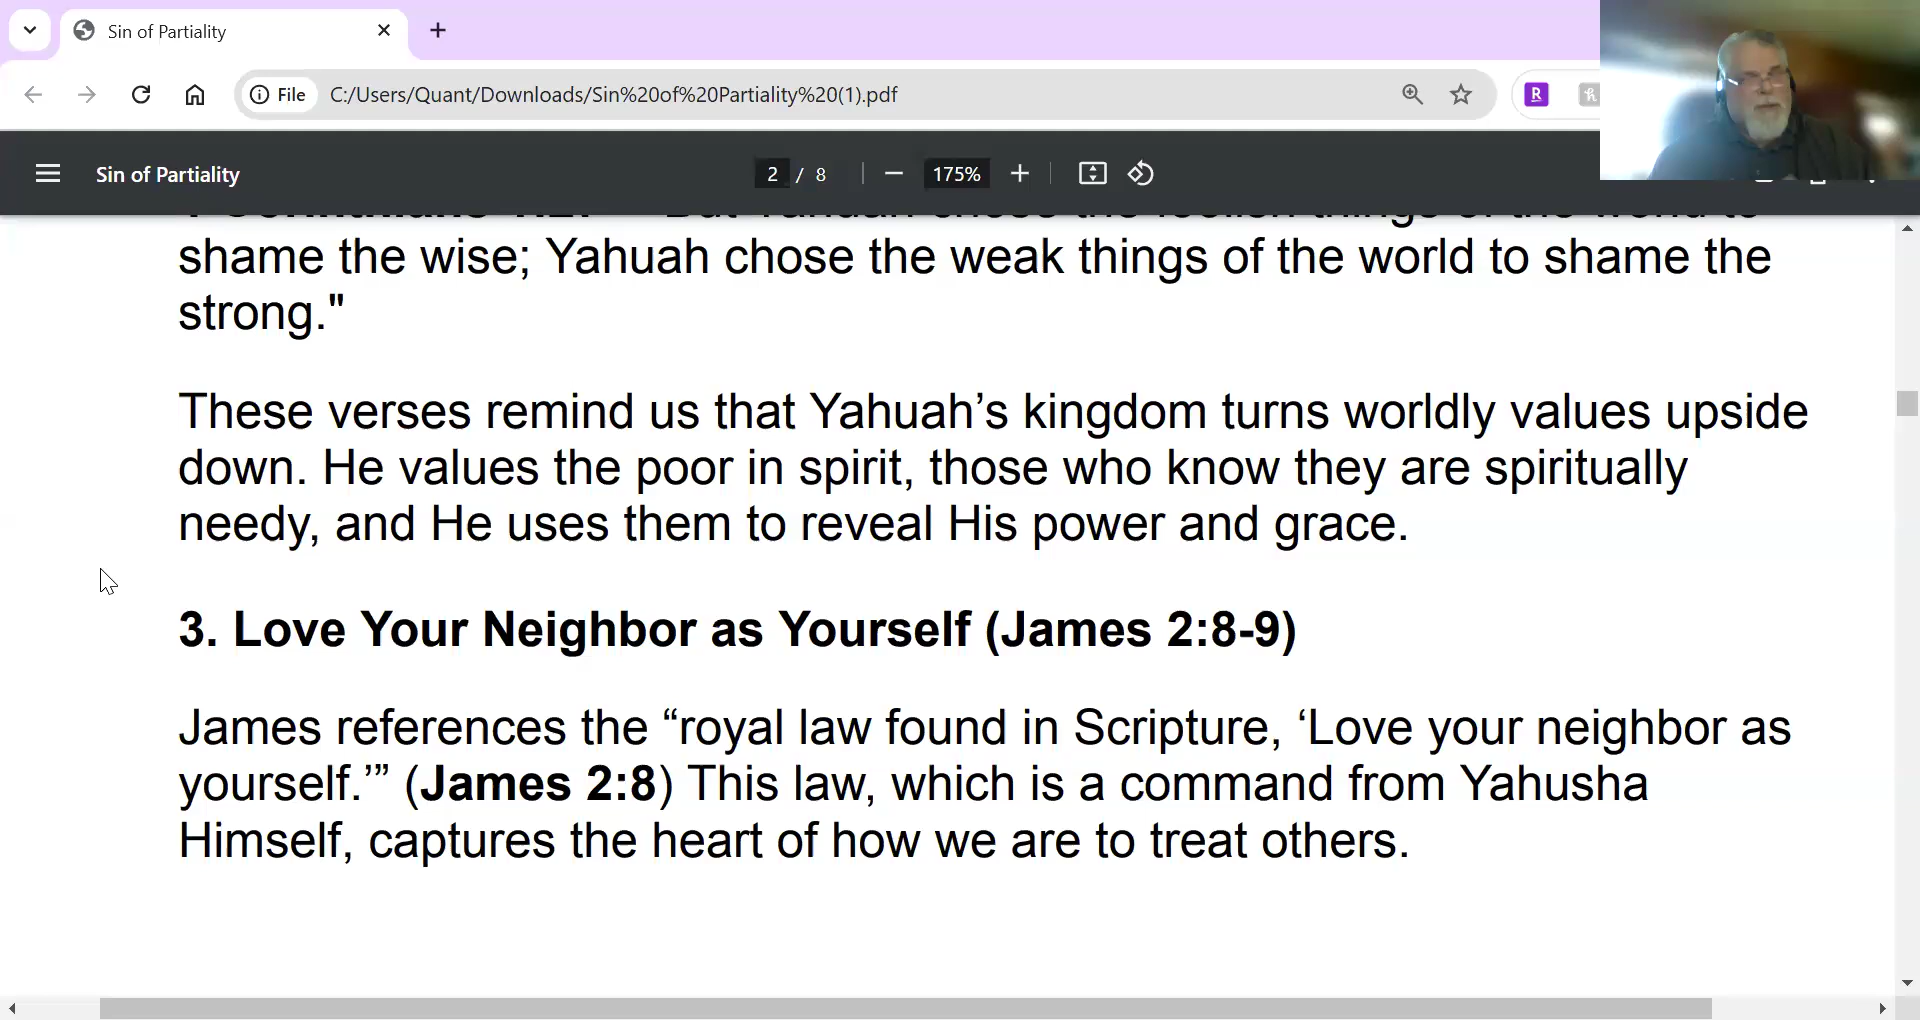 Sin of Partiality
File C:/Users/Quant/Downloads/Sin%20of%20Partiality%20(1).pdf
Sin of Partiality 2 / 8 175%
shame the wise; Yahuah chose the weak things of the world to shame the
strong."
These verses remind us that Yahuah’s kingdom turns worldly values upside
down. He values the poor in spirit, those who know they are spiritually
needy, and He uses them to reveal His power and grace.
3. Love Your Neighbor as Yourself (James 2:8-9)
James references the “royal law found in Scripture, ‘Love your neighbor as
yourself.’” (James 2:8) This law, which is a command from Yahusha
Himself, captures the heart of how we are to treat others.